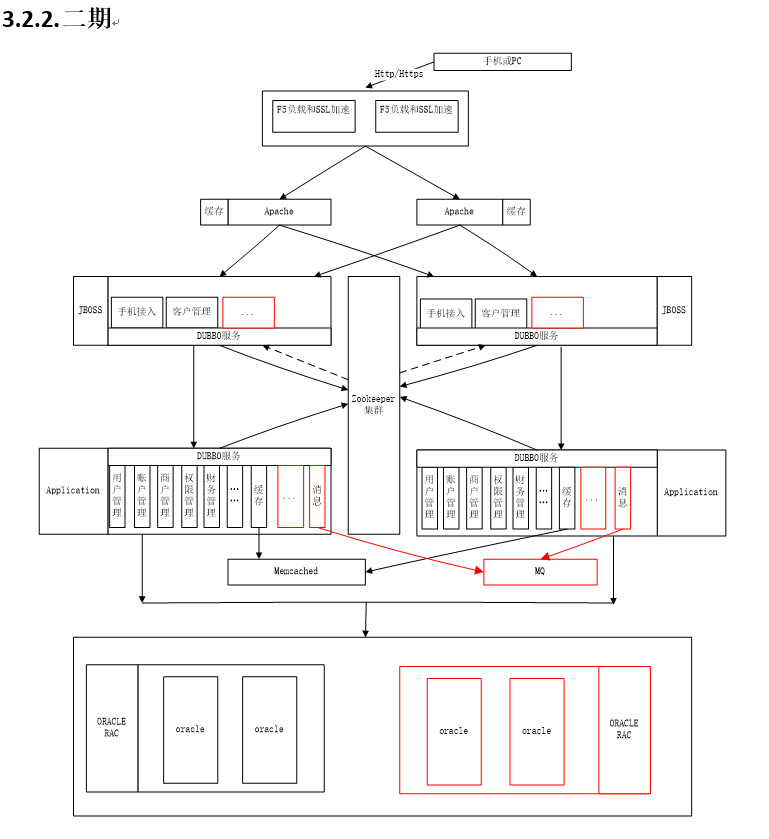 3.2.2.二期
手机或PC
Http/Https
F5负载和SSL加速
F5负载和SSL加速
缓存
Apache
Apache
缓存
JBOSS
手机接入
客户管理
...
DUBBO服务
手机接入
客户管理
...
DUBBO服务
JBOSS
Zookeeper
集群
Application
DUBBO服务
用户管理
账户管理
商户管理
权限管理
财务管理
……
缓存
...
消息
DUBBO服务
用户管理
账户管理
商户管理
权限管理
财务管理
……
缓存
...
消息
Application
Memcached
MQ
ORACLE
RAC
oracle
oracle
oracle
oracle
ORACLE
RAC